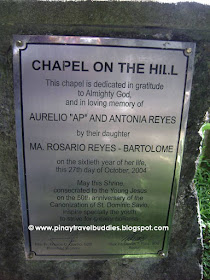 CHAPEL ON THE HILL
This chapel is dedicated in gratitude
to Almighty God,
and in loving memory of
AURELIO "AP" AND ANTONIA REYES
by their daughter
MA. ROSARIO REYES - BARTOLOME
on the sixtieth year of her life,
this 27th day of October, 2004
May this Shrine,
consecrated to the Young Jesus
on the 50th anniversary of the
Canonization of St. Dominic Savio,
inspire specially the youth
©www.pinaytravelbuddies.blogspot.com